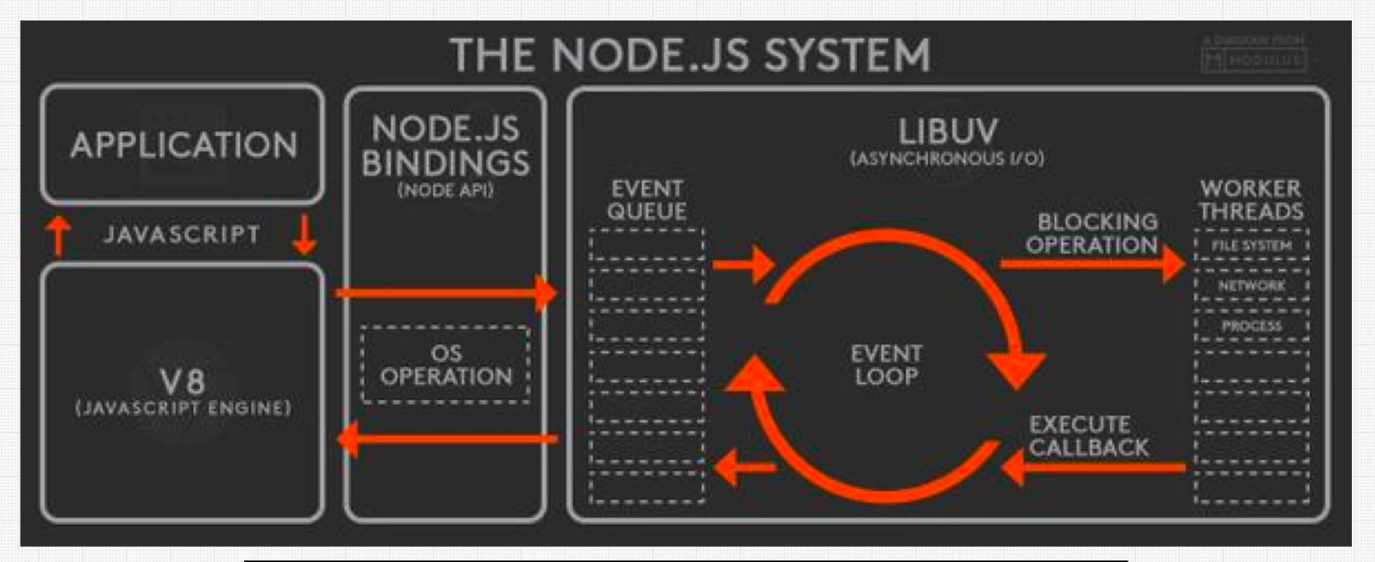 THE NODE.JS SYSTEM
A DIAGRAM FROM
MODULUS
APPLICATION
JAVASCRIPT
V8
(JAVASCRIPT ENGINE)
NODE.JS
BINDINGS
(NODE API)
OS
OPERATION
LIBUV
(ASYNCHRONOUS I/O)
EVENT
QUEUE
EVENT
LOOP
BLOCKING
OPERATION
EXECUTE
CALLBACK
WORKER
THREADS
FILE SYSTEM
NETWORK
PROCESS